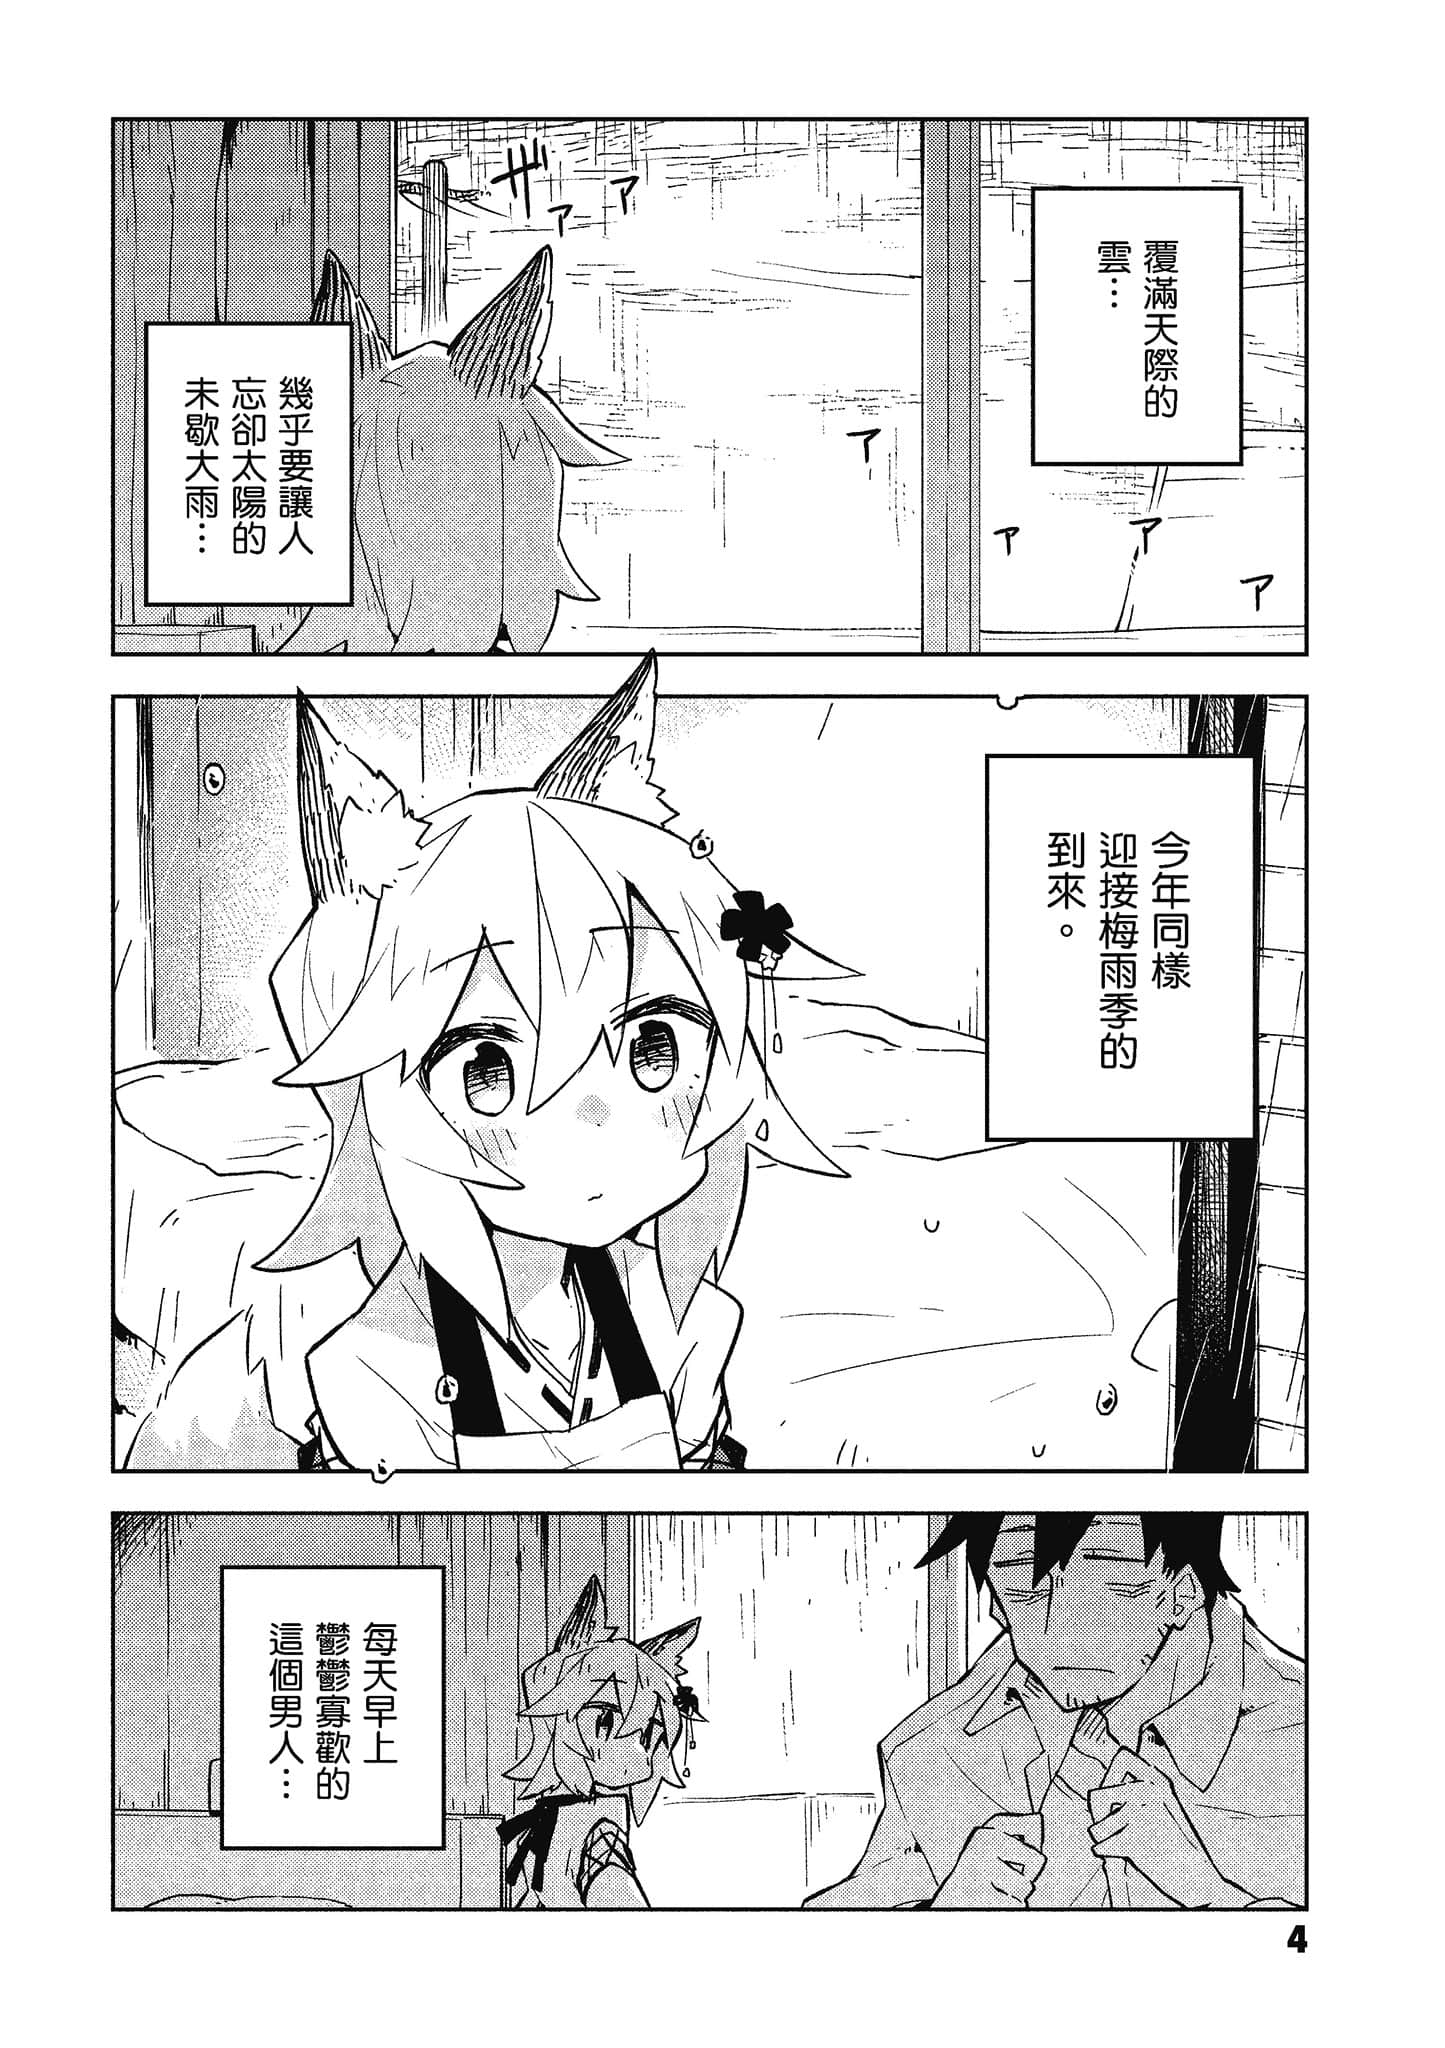 覆滿天際的
雲…
ザ
ァ
ァ
ァ
ァ
ァ
ァ
幾乎要讓人
忘卻太陽的
未歇大雨…
今年同樣
迎接梅雨季的
到來。
每天早上
鬱鬱寡歡的
這個男人…
4